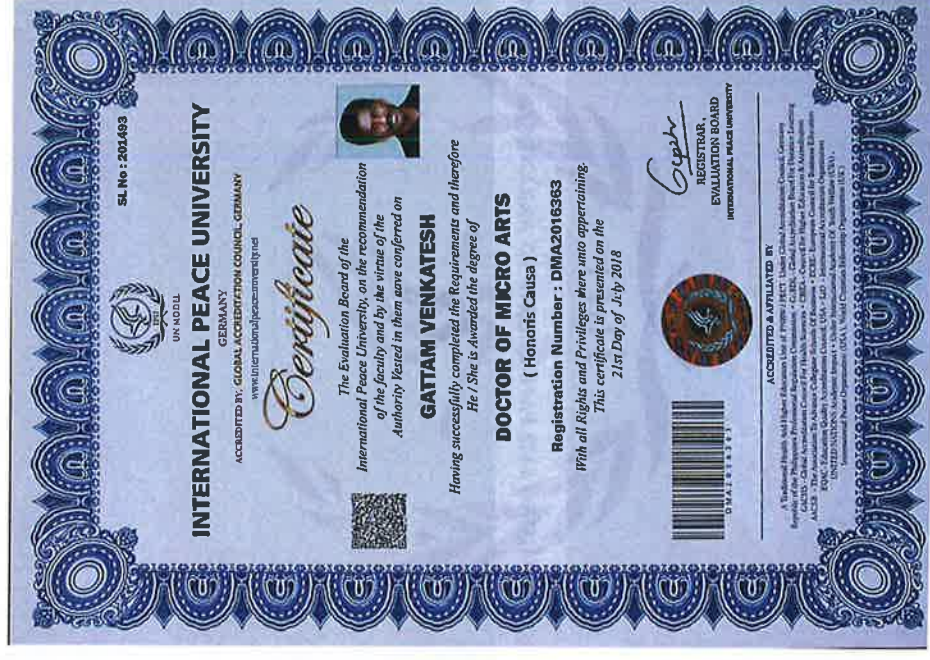 SL No : 201493
UN MODEL
INTERNATIONAL PEACE UNIVERSITY
GERMANY
ACCREDITED BY: GLOBAL ACCREDITATION COUNCIL, GERMANY
www.internationalpeaceuniversity.net
Certificate
The Evaluation Board of the
International Peace University, on the recommendation
of the faculty and by the virtue of the
Authority Vested in them have conferred on
GATTAM VENKATESH
Having successfully completed the Requirements and therefore
He / She is Awarded the degree of
DOCTOR OF MICRO ARTS
( Honoris Causa )
Registration Number : DMA2016363
With all Rights and Privileges there unto appertaining.
This certificate is presented on the
21st Day of July 2018
DMA2016363
REGISTRAR,
EVALUATION BOARD
INTERNATIONAL PEACE UNIVERSITY
ACCREDITED & AFFILIATED BY